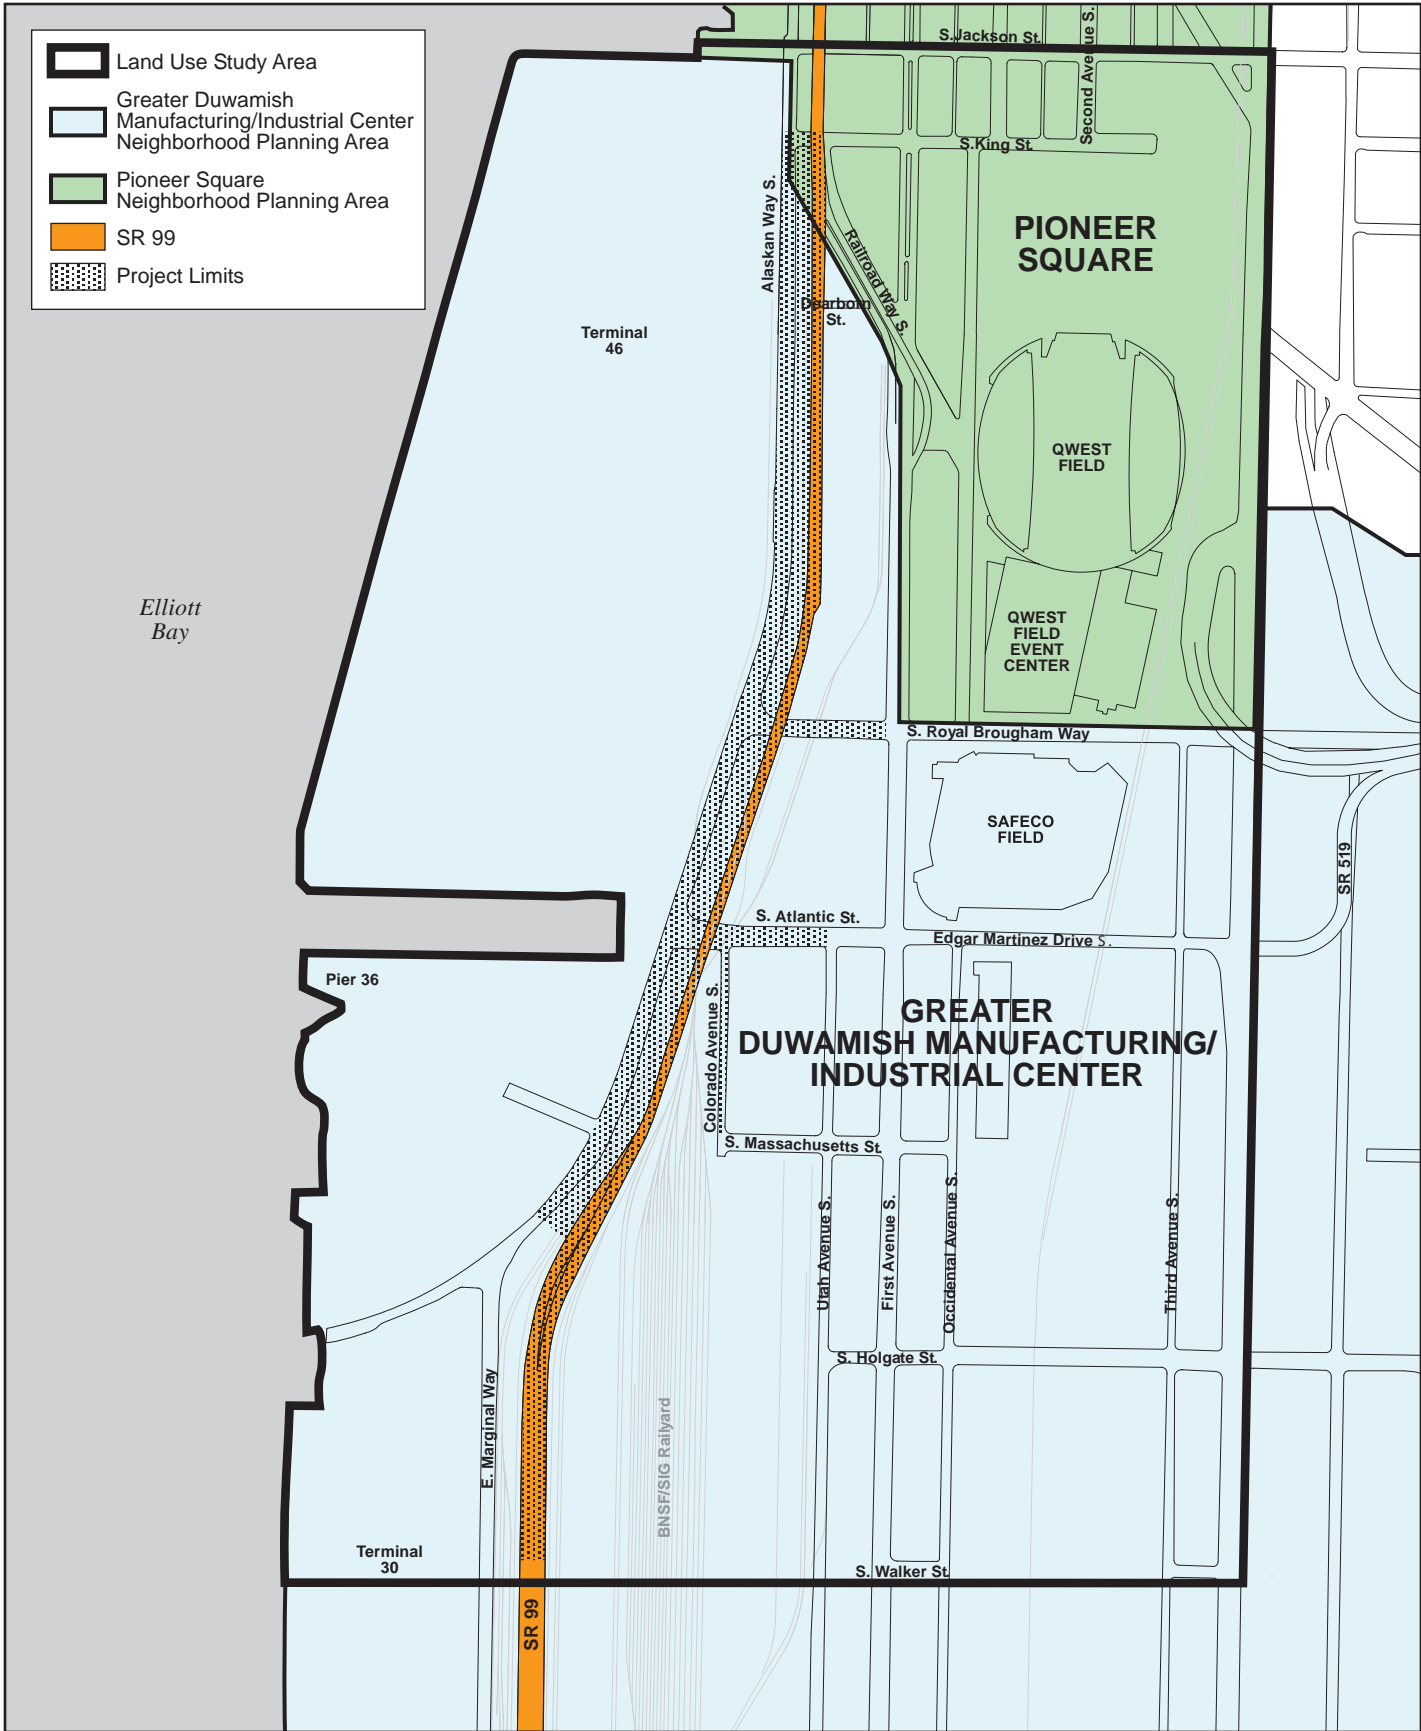 Land Use Study Area
Greater Duwamish
Manufacturing/Industrial Center
Neighborhood Planning Area
Pioneer Square
Neighborhood Planning Area
SR 99
Project Limits
S.Jackson St.
Second Avenue S.
S.King St.
PIONEER
SQUARE
Alaskan Way S.
Railroad Way S.
Dearborn
St.
Terminal
46
QWEST
FIELD
Elliott
Bay
QWEST
FIELD
EVENT
CENTER
S. Royal Brougham Way
SAFECO
FIELD
SR 519
S. Atlantic St.
Edgar Martinez Drive S.
Pier 36
Colorado Avenue S.
GREATER
DUWAMISH MANUFACTURING/
INDUSTRIAL CENTER
S. Massachusetts St.
Utah Avenue S.
First Avenue S.
Occidental Avenue S.
Third Avenue S.
S. Holgate St.
E. Marginal Way
BNSF/SIG Railyard
Terminal
30
S. Walker St.
SR 99